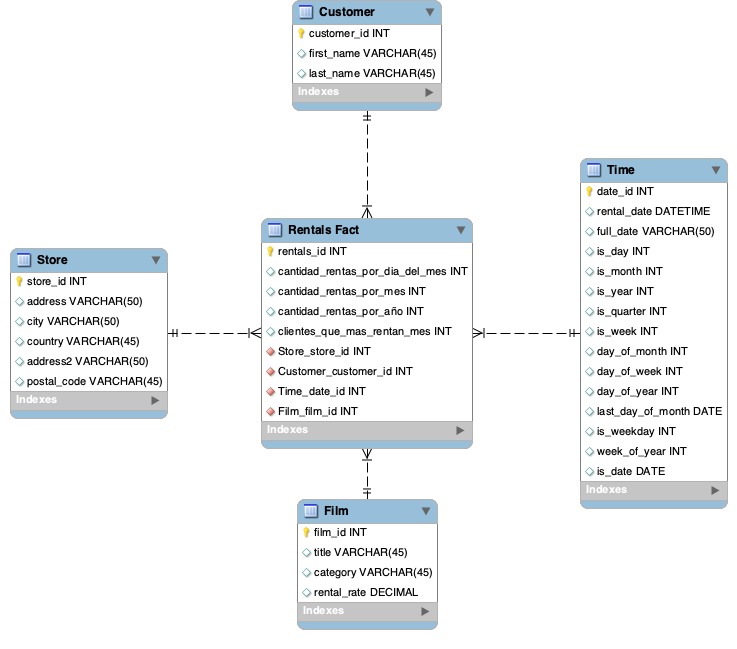 Customer
customer_id INT
first_name VARCHAR(45)
last_name VARCHAR(45)
Indexes
Time
date_id INT
rental_date DATETIME
full_date VARCHAR(50)
is_day INT
is_month INT
is_year INT
is_quarter INT
is_week INT
day_of_month INT
day_of_week INT
day_of_year INT
last_day_of_month DATE
is_weekday INT
week_of_year INT
is_date DATE
Indexes
Rentals Fact
rentals_id INT
cantidad_rentas_por_dia_del_mes INT
cantidad_rentas_por_mes INT
cantidad_rentas_por_año INT
clientes_que_mas_rentan_mes INT
Store_store_id INT
Customer_customer_id INT
Time_date_id INT
Film_film_id INT
Indexes
Store
store_id INT
address VARCHAR(50)
city VARCHAR(50)
country VARCHAR(45)
address2 VARCHAR(50)
postal_code VARCHAR(45)
Indexes
Film
film_id INT
title VARCHAR(45)
category VARCHAR(45)
rental_rate DECIMAL
Indexes